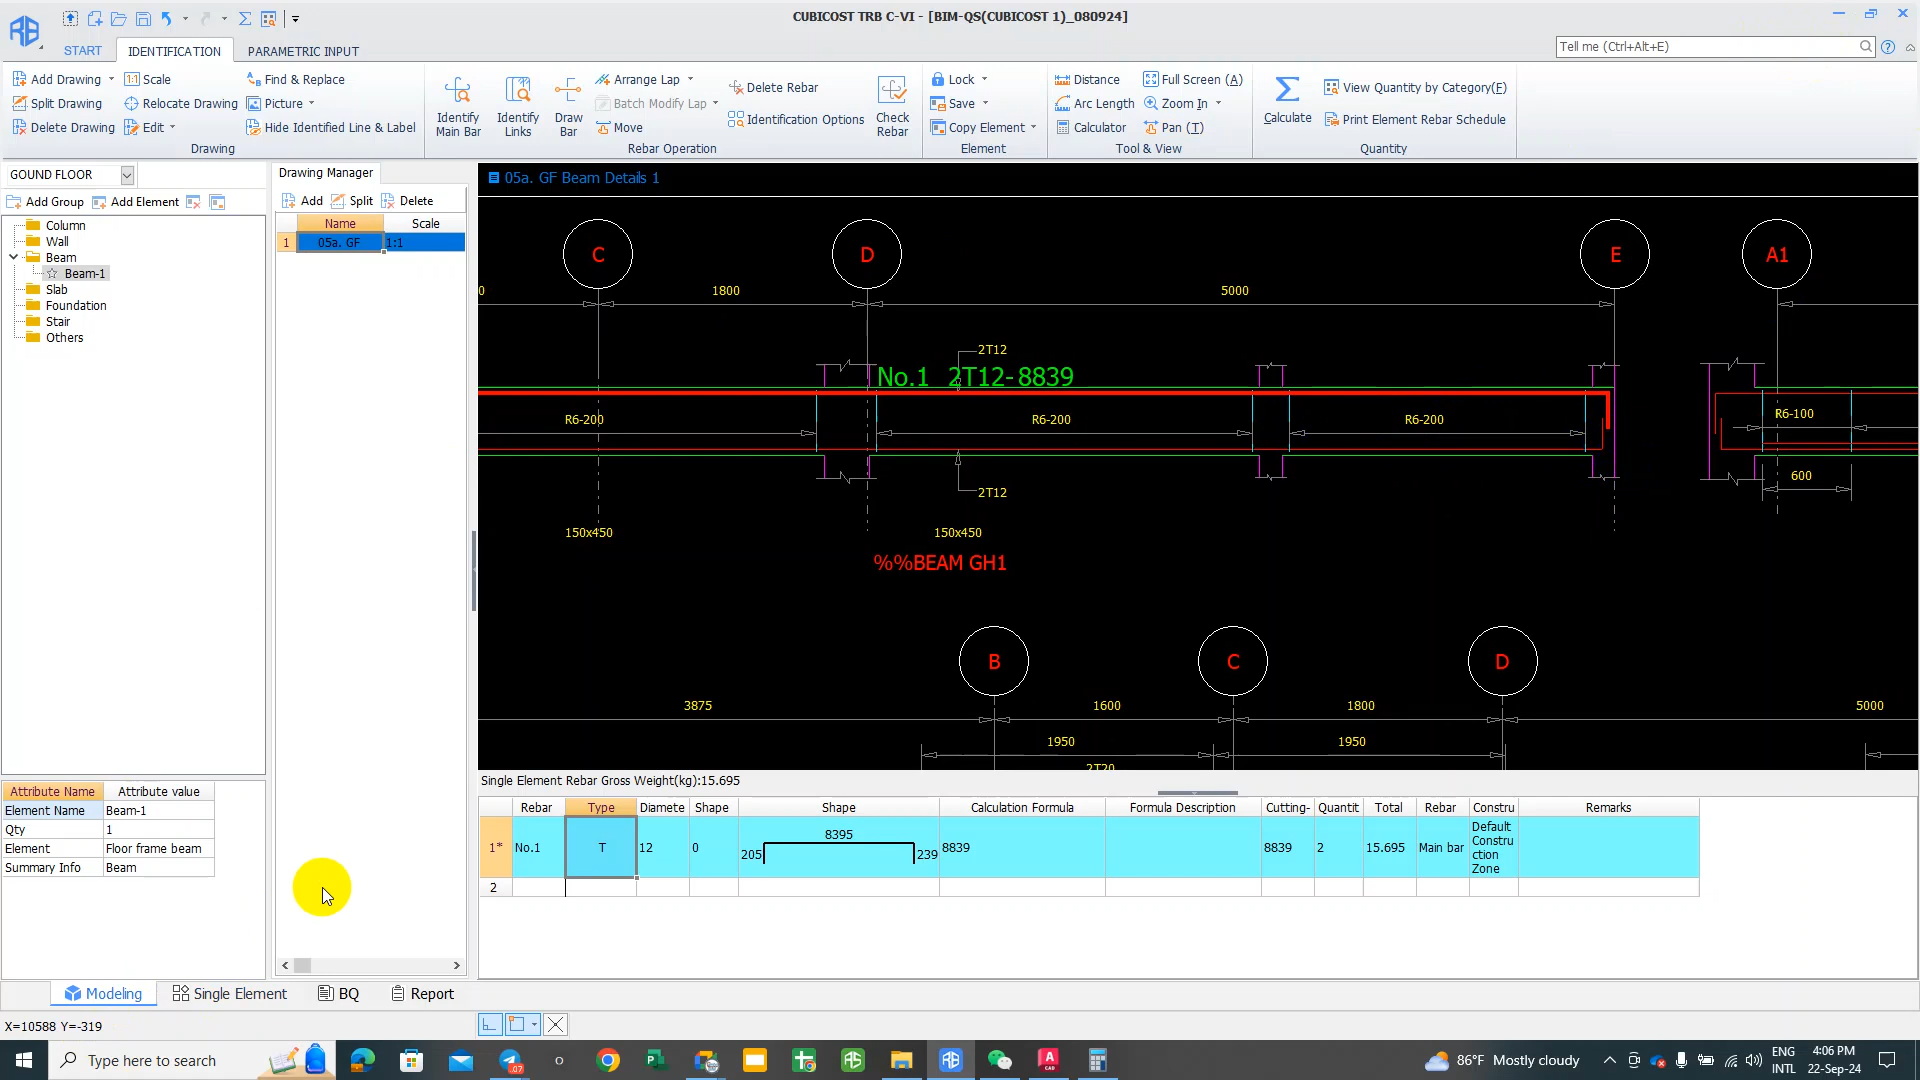 CUBICOST TRB C-VI - [BIM-QS(CUBICOST 1)_080924]
START IDENTIFICATION PARAMETRIC INPUT
Tell me (Ctrl+Alt+E)
Add Drawing Scale Find & Replace
Split Drawing Relocate Drawing Picture
Delete Drawing Edit Hide Identified Line & Label
Drawing
Identify Main Bar
Identify Links
Draw Bar
Arrange Lap
Batch Modify Lap
Move
Delete Rebar
Identification Options
Check Rebar
Rebar Operation
Lock
Save
Copy Element
Element
Distance Full Screen (A)
Arc Length Zoom In
Calculator Pan (T)
Tool & View
Calculate
View Quantity by Category(E)
Print Element Rebar Schedule
Quantity
GOUND FLOOR
Add Group Add Element
Column
Wall
Beam
Beam-1
Slab
Foundation
Stair
Others
Drawing Manager
Add Split Delete
Name Scale
1 05a. GF 1:1
05a. GF Beam Details 1
C D E A1
0 1800 5000
2T12
No.1 2T12-8839
R6-200 R6-200 R6-200 R6-100
600
2T12
150x450 150x450
%%BEAM GH1
B C D
3875 1600 1800 5000
1950 1950
2T20
Single Element Rebar Gross Weight(kg):15.695
Rebar Type Diamete Shape Shape Calculation Formula Formula Description Cutting- Quantit Total Rebar Constru Remarks
1* No.1 T 12 0 205 8395 239 8839 8839 2 15.695 Main bar Default Constru ction Zone
2
Attribute Name Attribute value
Element Name Beam-1
Qty 1
Element Floor frame beam
Summary Info Beam
Modeling Single Element BQ Report
X=10588 Y=-319
Type here to search
86°F Mostly cloudy
ENG
INTL
4:06 PM
22-Sep-24